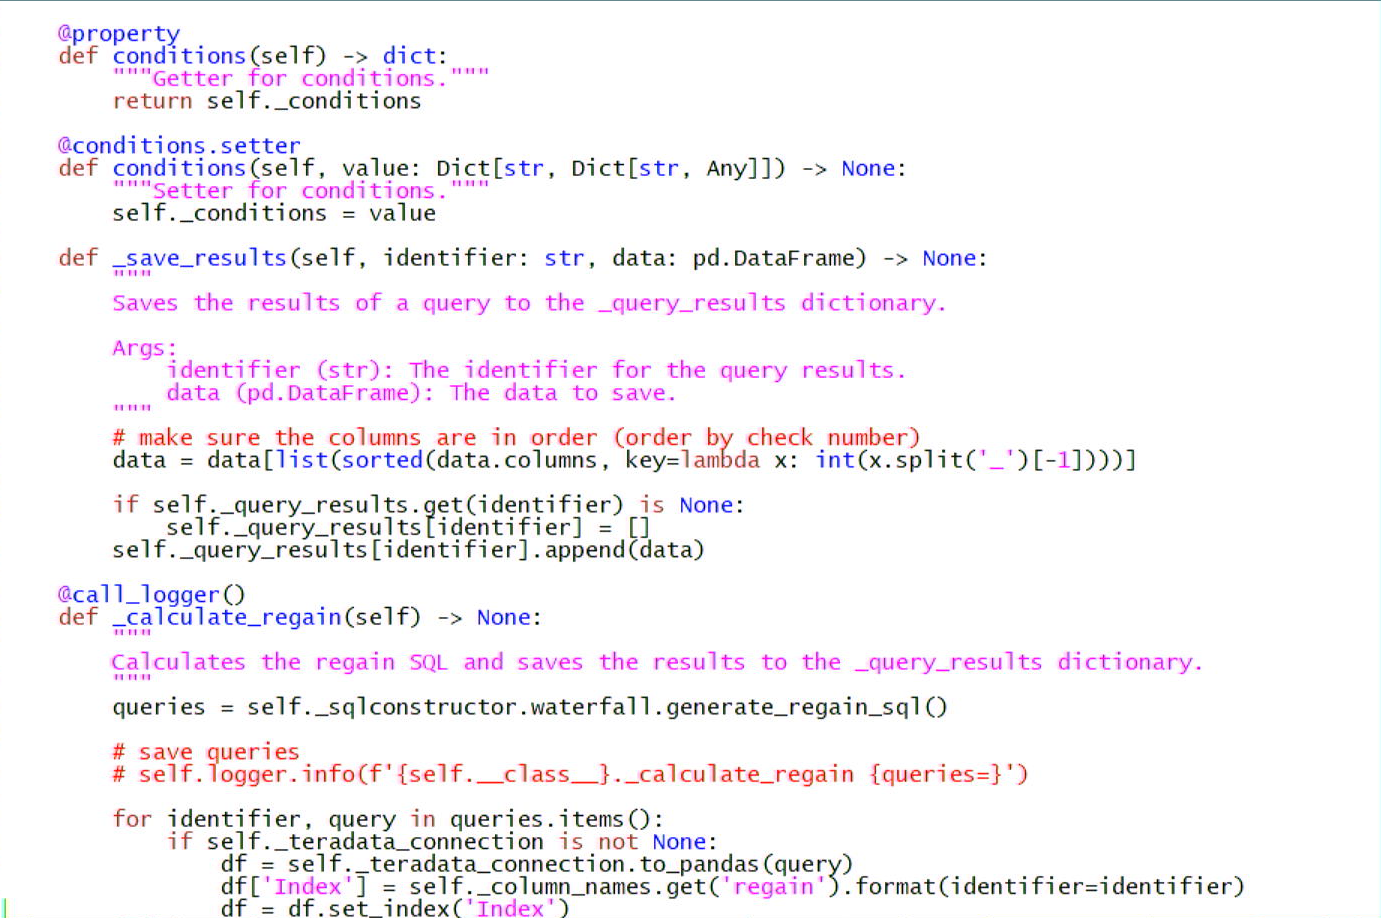 @property
def conditions(self) -> dict:
    """Getter for conditions."""
    return self._conditions

@conditions.setter
def conditions(self, value: Dict[str, Dict[str, Any]]) -> None:
    """Setter for conditions."""
    self._conditions = value

def _save_results(self, identifier: str, data: pd.DataFrame) -> None:
    """
    Saves the results of a query to the _query_results dictionary.

    Args:
        identifier (str): The identifier for the query results.
        data (pd.DataFrame): The data to save.
    """
    # make sure the columns are in order (order by check number)
    data = data[list(sorted(data.columns, key=lambda x: int(x.split('_')[-1])))]

    if self._query_results.get(identifier) is None:
        self._query_results[identifier] = []
    self._query_results[identifier].append(data)

@call_logger()
def _calculate_regain(self) -> None:
    """
    Calculates the regain SQL and saves the results to the _query_results dictionary.
    """
    queries = self._sqlconstructor.waterfall.generate_regain_sql()

    # save queries
    # self.logger.info(f'{self.__class__}._calculate_regain {queries=}')

    for identifier, query in queries.items():
        if self._teradata_connection is not None:
            df = self._teradata_connection.to_pandas(query)
            df['Index'] = self._column_names.get('regain').format(identifier=identifier)
            df = df.set_index('Index')